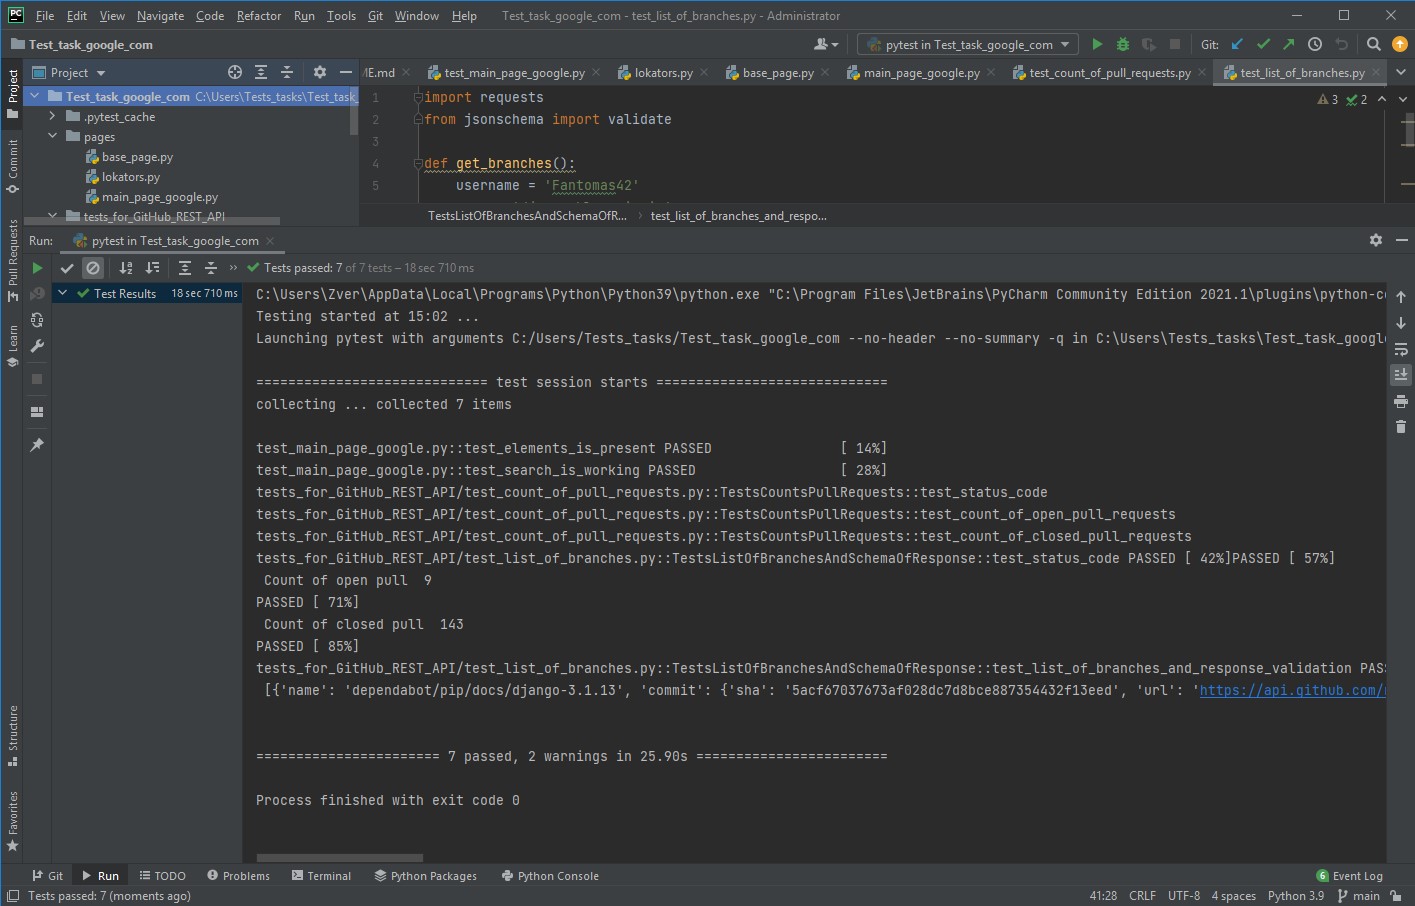 PC File Edit View Navigate Code Refactor Run Tools Git Window Help Test_task_google_com - test_list_of_branches.py - Administrator
Test_task_google_com pytest in Test_task_google_com Git:
Project ME.md test_main_page_google.py lokators.py base_page.py main_page_google.py test_count_of_pull_requests.py test_list_of_branches.py
Test_task_google_com C:\Users\Tests_tasks\Test_task_
.pytest_cache
pages
base_page.py
lokators.py
main_page_google.py
tests_for_GitHub_REST_API
1 import requests
2 from jsonschema import validate
3
4 def get_branches():
5 username = 'Fantomas42'
3 2
TestsListOfBranchesAndSchemaOfR... test_list_of_branches_and_respo...
Run: pytest in Test_task_google_com
Tests passed: 7 of 7 tests – 18 sec 710 ms
Test Results 18 sec 710 ms
C:\Users\Zver\AppData\Local\Programs\Python\Python39\python.exe "C:\Program Files\JetBrains\PyCharm Community Edition 2021.1\plugins\python-ce
Testing started at 15:02 ...
Launching pytest with arguments C:/Users/Tests_tasks/Test_task_google_com --no-header --no-summary -q in C:\Users\Tests_tasks\Test_task_google
============================= test session starts =============================
collecting ... collected 7 items
test_main_page_google.py::test_elements_is_present PASSED [ 14%]
test_main_page_google.py::test_search_is_working PASSED [ 28%]
tests_for_GitHub_REST_API/test_count_of_pull_requests.py::TestsCountsPullRequests::test_status_code
tests_for_GitHub_REST_API/test_count_of_pull_requests.py::TestsCountsPullRequests::test_count_of_open_pull_requests
tests_for_GitHub_REST_API/test_count_of_pull_requests.py::TestsCountsPullRequests::test_count_of_closed_pull_requests
tests_for_GitHub_REST_API/test_list_of_branches.py::TestsListOfBranchesAndSchemaOfResponse::test_status_code PASSED [ 42%]PASSED [ 57%]
Count of open pull  9
PASSED [ 71%]
Count of closed pull  143
PASSED [ 85%]
tests_for_GitHub_REST_API/test_list_of_branches.py::TestsListOfBranchesAndSchemaOfResponse::test_list_of_branches_and_response_validation PAS
[{'name': 'dependabot/pip/docs/django-3.1.13', 'commit': {'sha': '5acf67037673af028dc7d8bce887354432f13eed', 'url': 'https://api.github.com/
======================= 7 passed, 2 warnings in 25.90s ========================
Process finished with exit code 0
Project
Commit
Pull Requests
Learn
Structure
Favorites
Git Run TODO Problems Terminal Python Packages Python Console 6 Event Log
Tests passed: 7 (moments ago) 41:28 CRLF UTF-8 4 spaces Python 3.9 main